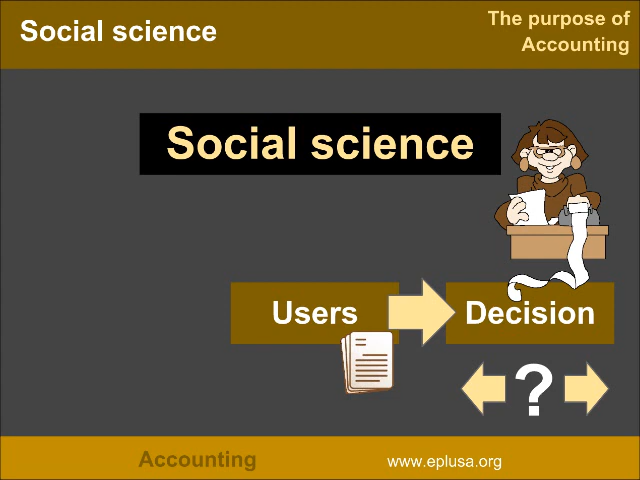 Social science
The purpose of
Accounting
Social science
Users
Decision
?
Accounting
www.eplusa.org